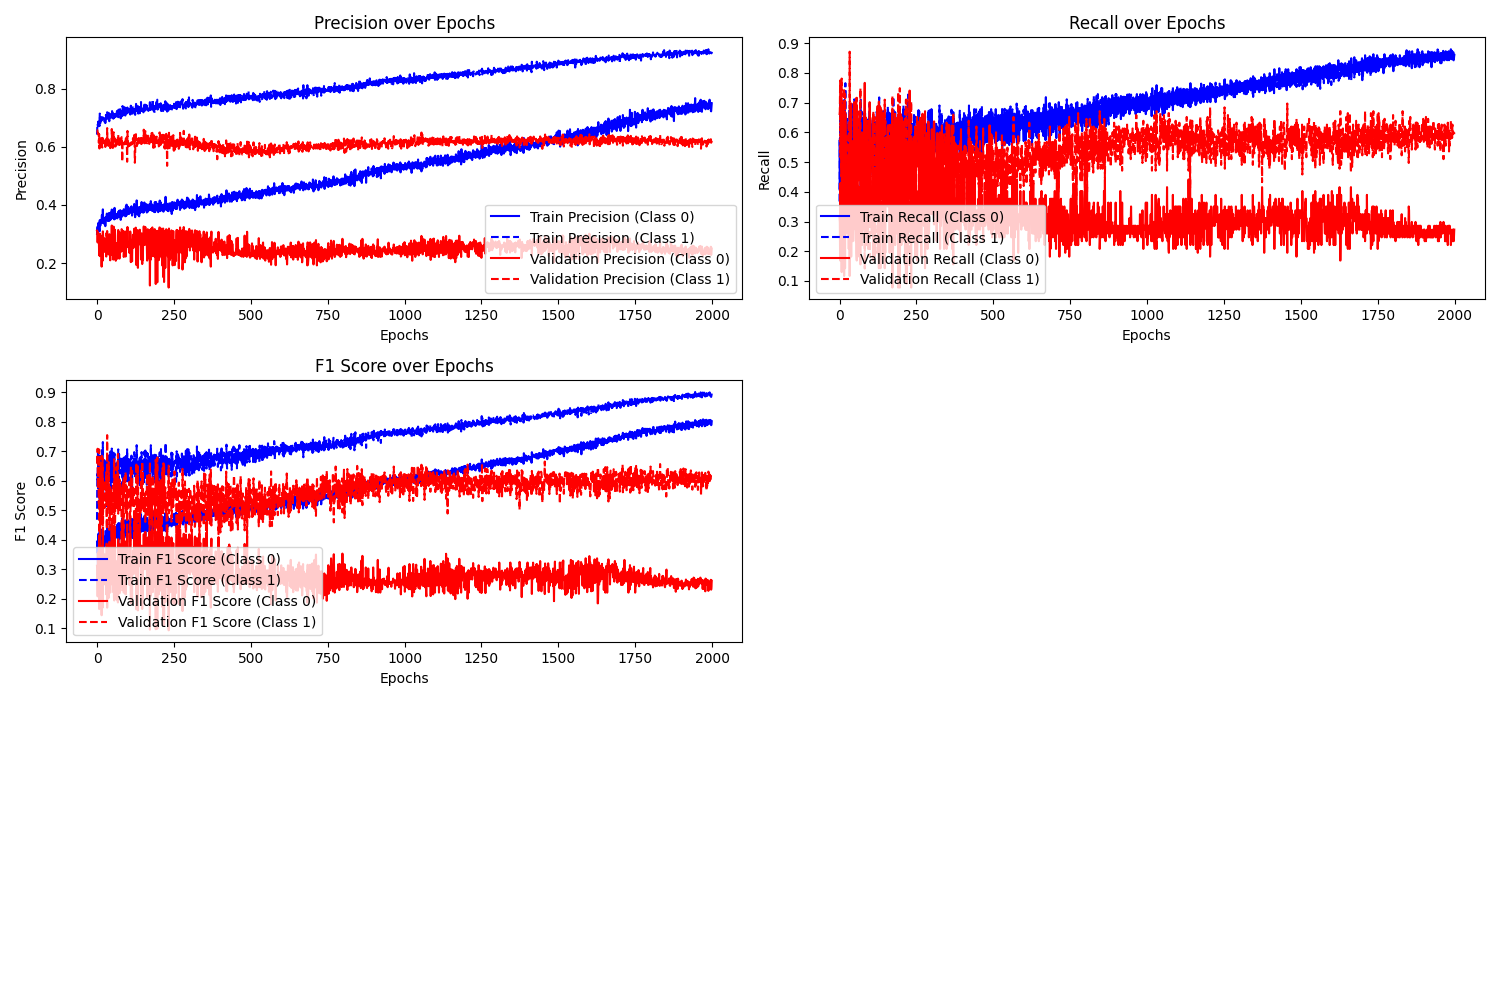 Precision over Epochs
Precision
0.8
0.6
0.4
0.2
Train Precision (Class 0)
Train Precision (Class 1)
Validation Precision (Class 0)
Validation Precision (Class 1)
0 250 500 750 1000 1250 1500 1750 2000
Epochs
Recall over Epochs
Recall
0.9
0.8
0.7
0.6
0.5
0.4
0.3
0.2
0.1
Train Recall (Class 0)
Train Recall (Class 1)
Validation Recall (Class 0)
Validation Recall (Class 1)
0 250 500 750 1000 1250 1500 1750 2000
Epochs
F1 Score over Epochs
F1 Score
0.9
0.8
0.7
0.6
0.5
0.4
0.3
0.2
0.1
Train F1 Score (Class 0)
Train F1 Score (Class 1)
Validation F1 Score (Class 0)
Validation F1 Score (Class 1)
0 250 500 750 1000 1250 1500 1750 2000
Epochs